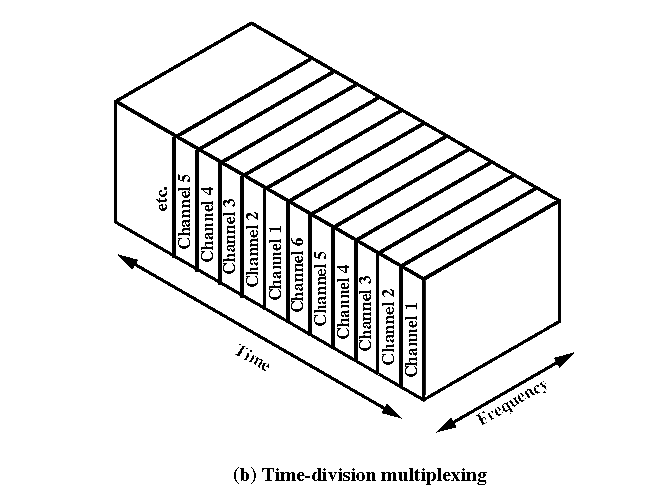 etc.
Channel 5
Channel 4
Channel 3
Channel 2
Channel 1
Channel 6
Channel 5
Channel 4
Channel 3
Channel 2
Channel 1
Time
Frequency
(b) Time-division multiplexing